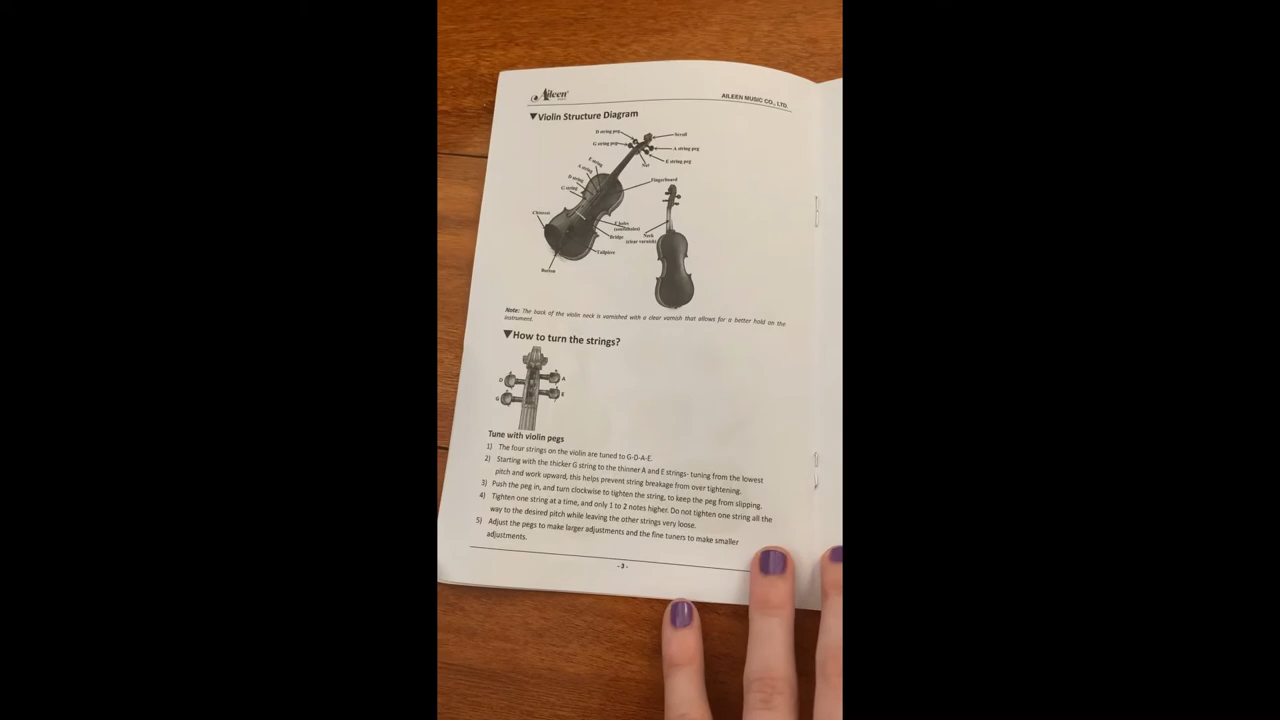 Aileen®
AILEEN MUSIC CO., LTD.
▼Violin Structure Diagram
D string peg
Scroll
G string peg
A string peg
E string peg
Nut
E string
A string
D string
G string
Fingerboard
Chinrest
F holes
(soundholes)
Bridge
Neck
(clear varnish)
Tailpiece
Button
Note: The back of the violin neck is varnished with a clear varnish that allows for a better hold on the
instrument.
▼How to turn the strings?
D
A
G
E
Tune with violin pegs
1) The four strings on the violin are tuned to G-D-A-E.
2) Starting with the thicker G string to the thinner A and E strings- tuning from the lowest
pitch and work upward, this helps prevent string breakage from over tightening.
3) Push the peg in, and turn clockwise to tighten the string, to keep the peg from slipping.
4) Tighten one string at a time, and only 1 to 2 notes higher. Do not tighten one string all the
way to the desired pitch while leaving the other strings very loose.
5) Adjust the pegs to make larger adjustments and the fine tuners to make smaller
adjustments.
- 3 -